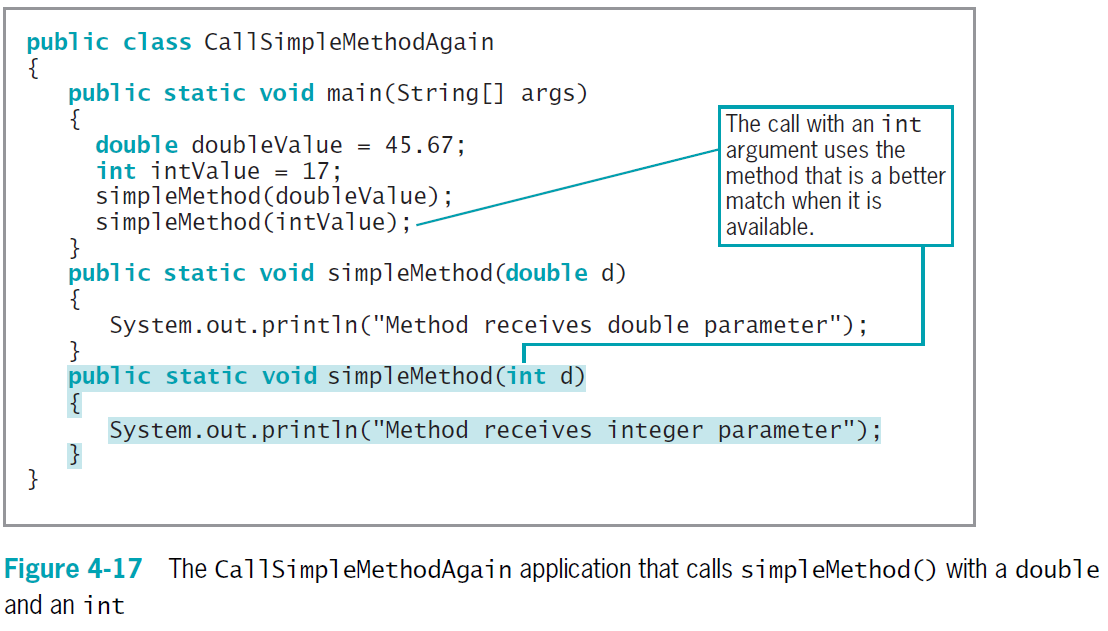 public class CallSimpleMethodAgain
{
public static void main(String[] args)
{
double doubleValue = 45.67;
int intValue = 17;
simpleMethod(doubleValue);
simpleMethod(intValue);
}
public static void simpleMethod(double d)
{
System.out.println("Method receives double parameter");
}
public static void simpleMethod(int d)
{
System.out.println("Method receives integer parameter");
}
}
The call with an int
argument uses the
method that is a better
match when it is
available.
Figure 4-17 The CallSimpleMethodAgain application that calls simpleMethod() with a double
and an int